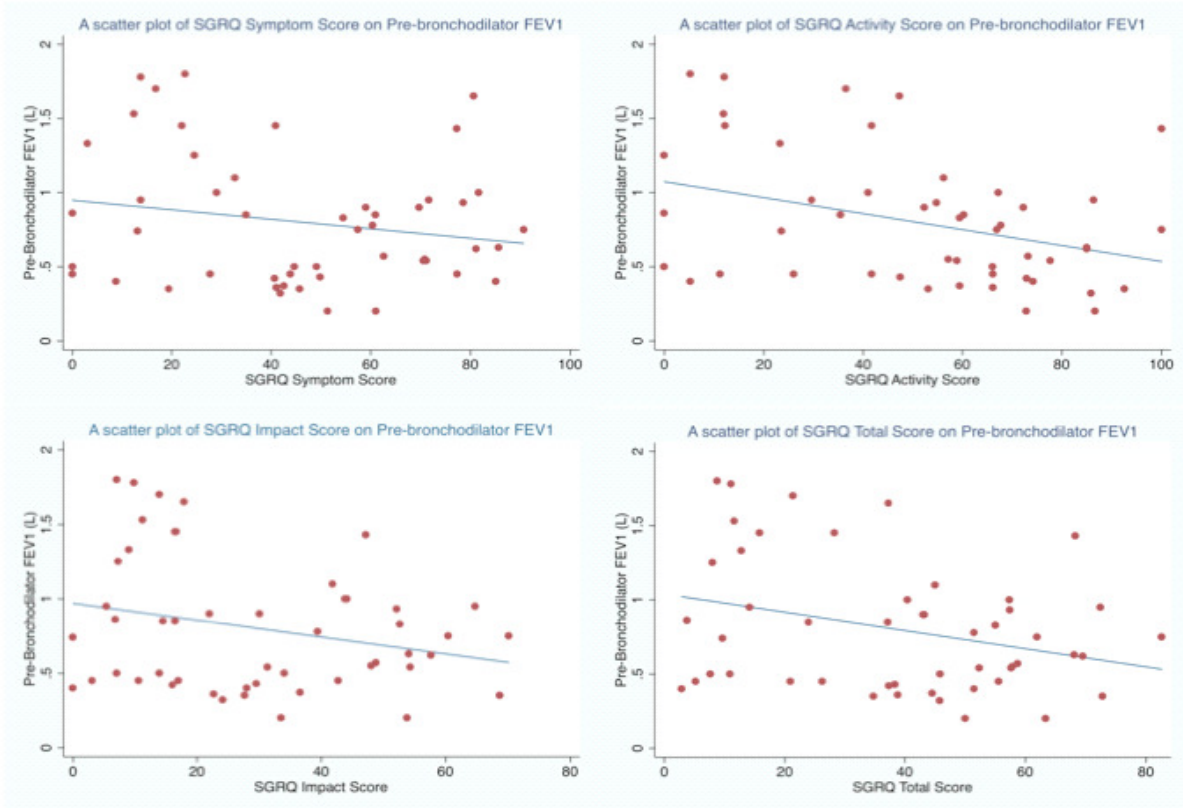 A scatter plot of SGRQ Symptom Score on Pre-bronchodilator FEV1
Pre-Bronchodilator FEV1 (L)
2
1.5
1
.5
0
0 20 40 60 80 100
SGRQ Symptom Score
A scatter plot of SGRQ Activity Score on Pre-bronchodilator FEV1
Pre-Bronchodilator FEV1 (L)
2
1.5
1
.5
0
0 20 40 60 80 100
SGRQ Activity Score
A scatter plot of SGRQ Impact Score on Pre-bronchodilator FEV1
Pre-Bronchodilator FEV1 (L)
2
1.5
1
.5
0
0 20 40 60 80
SGRQ Impact Score
A scatter plot of SGRQ Total Score on Pre-bronchodilator FEV1
Pre-Bronchodilator FEV1 (L)
2
1.5
1
.5
0
0 20 40 60 80
SGRQ Total Score